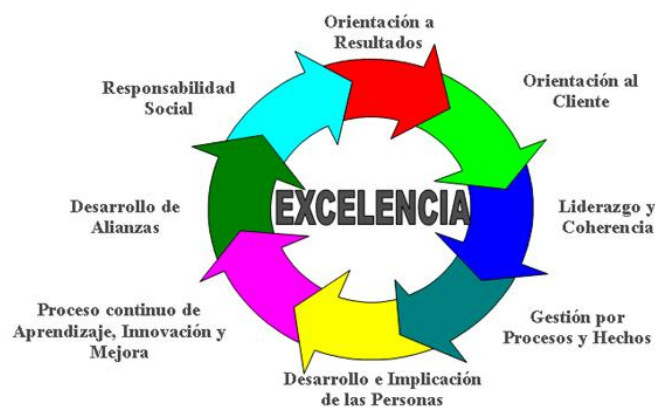 Orientación a
Resultados
Orientación al
Cliente
Liderazgo y
Coherencia
Gestión por
Procesos y Hechos
Desarrollo e Implicación
de las Personas
Proceso continuo de
Aprendizaje, Innovación y
Mejora
Desarrollo de
Alianzas
Responsabilidad
Social
EXCELENCIA